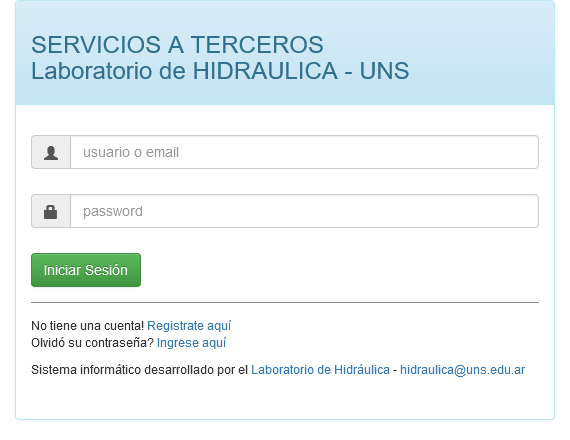 SERVICIOS A TERCEROS
Laboratorio de HIDRAULICA - UNS
usuario o email
password
Iniciar Sesión
No tiene una cuenta! Registrate aquí
Olvidó su contraseña? Ingrese aquí
Sistema informático desarrollado por el Laboratorio de Hidráulica - hidraulica@uns.edu.ar